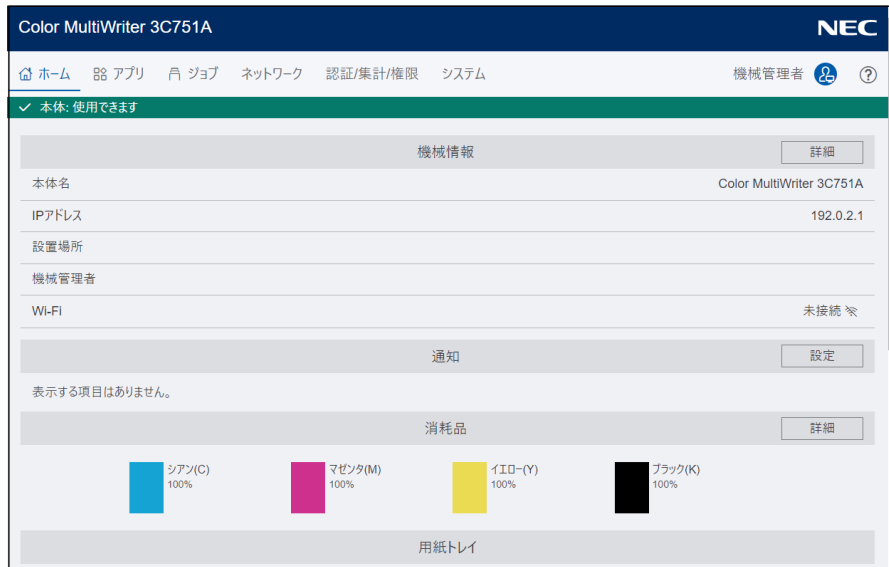 Color MultiWriter 3C751A NEC
ホーム アプリ ジョブ ネットワーク 認証/集計/権限 システム 機械管理者 ?
本体: 使用できます
機械情報 詳細
本体名 Color MultiWriter 3C751A
IPアドレス 192.0.2.1
設置場所
機械管理者
Wi-Fi 未接続
通知 設定
表示する項目はありません。
消耗品 詳細
シアン(C) マゼンタ(M) イエロー(Y) ブラック(K)
100% 100% 100% 100%
用紙トレイ